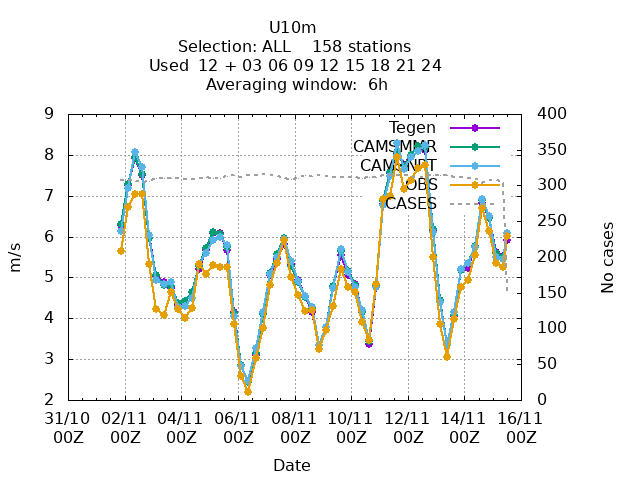 U10m
Selection: ALL 158 stations
Used 12 + 03 06 09 12 15 18 21 24
Averaging window: 6h
9 400
Tegen
CAMSMMR
CAMSINIT
OBS
CASES
8 350
7 300
250
6 200
5 150
4 100
3 50
2 0
m/s
No cases
31/10 02/11 04/11 06/11 08/11 10/11 12/11 14/11 16/11
00Z 00Z 00Z 00Z 00Z 00Z 00Z 00Z 00Z
Date